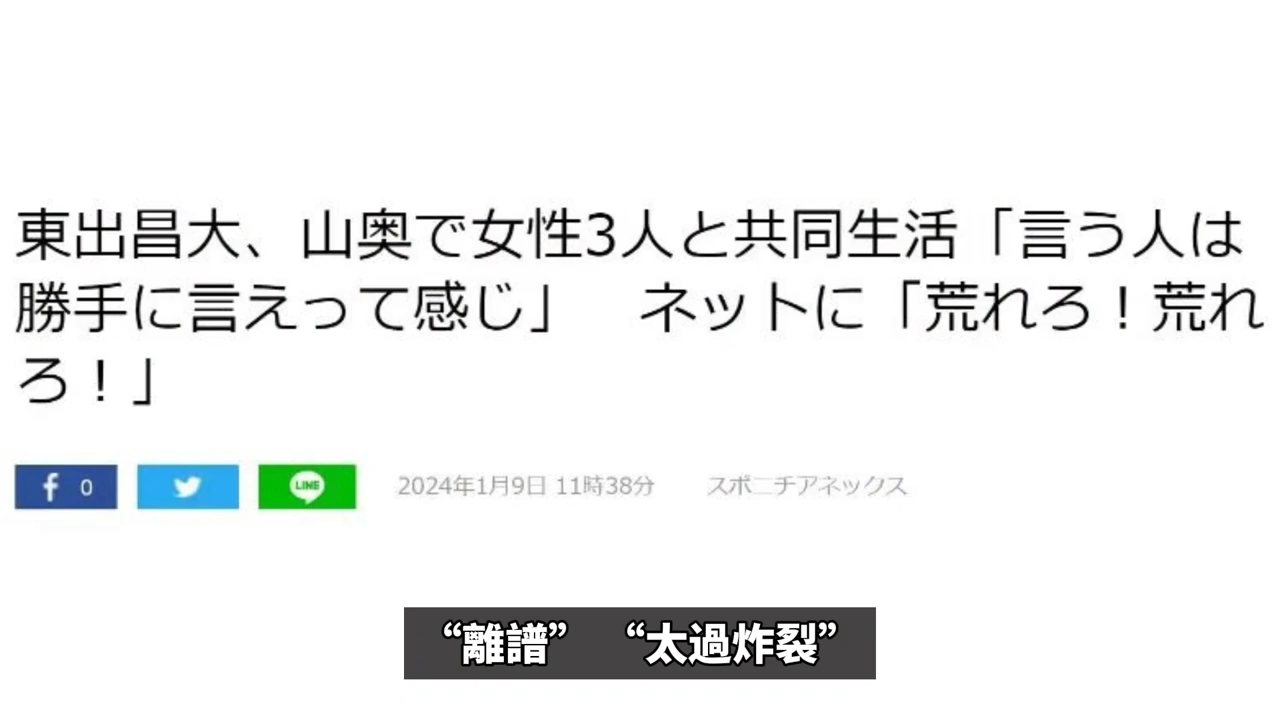 東出昌大、山奥で女性3人と共同生活「言う人は
勝手に言えって感じ」　ネットに「荒れろ！荒れ
ろ！」
0
LINE
2024年1月9日 11時38分　スポニチアネックス
“離譜”　“太過炸裂”